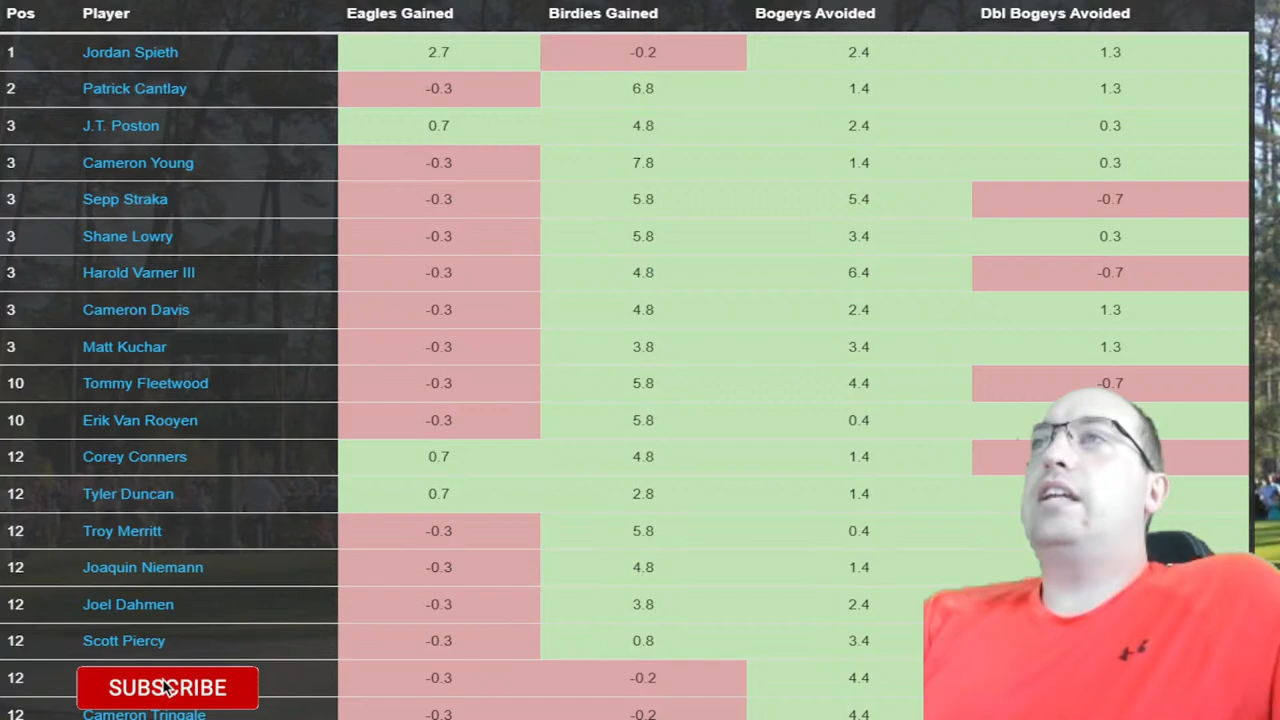 Pos Player Eagles Gained Birdies Gained Bogeys Avoided Dbl Bogeys Avoided
1 Jordan Spieth 2.7 -0.2 2.4 1.3
2 Patrick Cantlay -0.3 6.8 1.4 1.3
3 J.T. Poston 0.7 4.8 2.4 0.3
3 Cameron Young -0.3 7.8 1.4 0.3
3 Sepp Straka -0.3 5.8 5.4 -0.7
3 Shane Lowry -0.3 5.8 3.4 0.3
3 Harold Varner III -0.3 4.8 6.4 -0.7
3 Cameron Davis -0.3 4.8 2.4 1.3
3 Matt Kuchar -0.3 3.8 3.4 1.3
10 Tommy Fleetwood -0.3 5.8 4.4 -0.7
10 Erik Van Rooyen -0.3 5.8 0.4
12 Corey Conners 0.7 4.8 1.4
12 Tyler Duncan 0.7 2.8 1.4
12 Troy Merritt -0.3 5.8 0.4
12 Joaquin Niemann -0.3 4.8 1.4
12 Joel Dahmen -0.3 3.8 2.4
12 Scott Piercy -0.3 0.8 3.4
12 SUBSCRIBE -0.3 -0.2 4.4
12 Cameron Tringale -0.3 -0.2 4.4